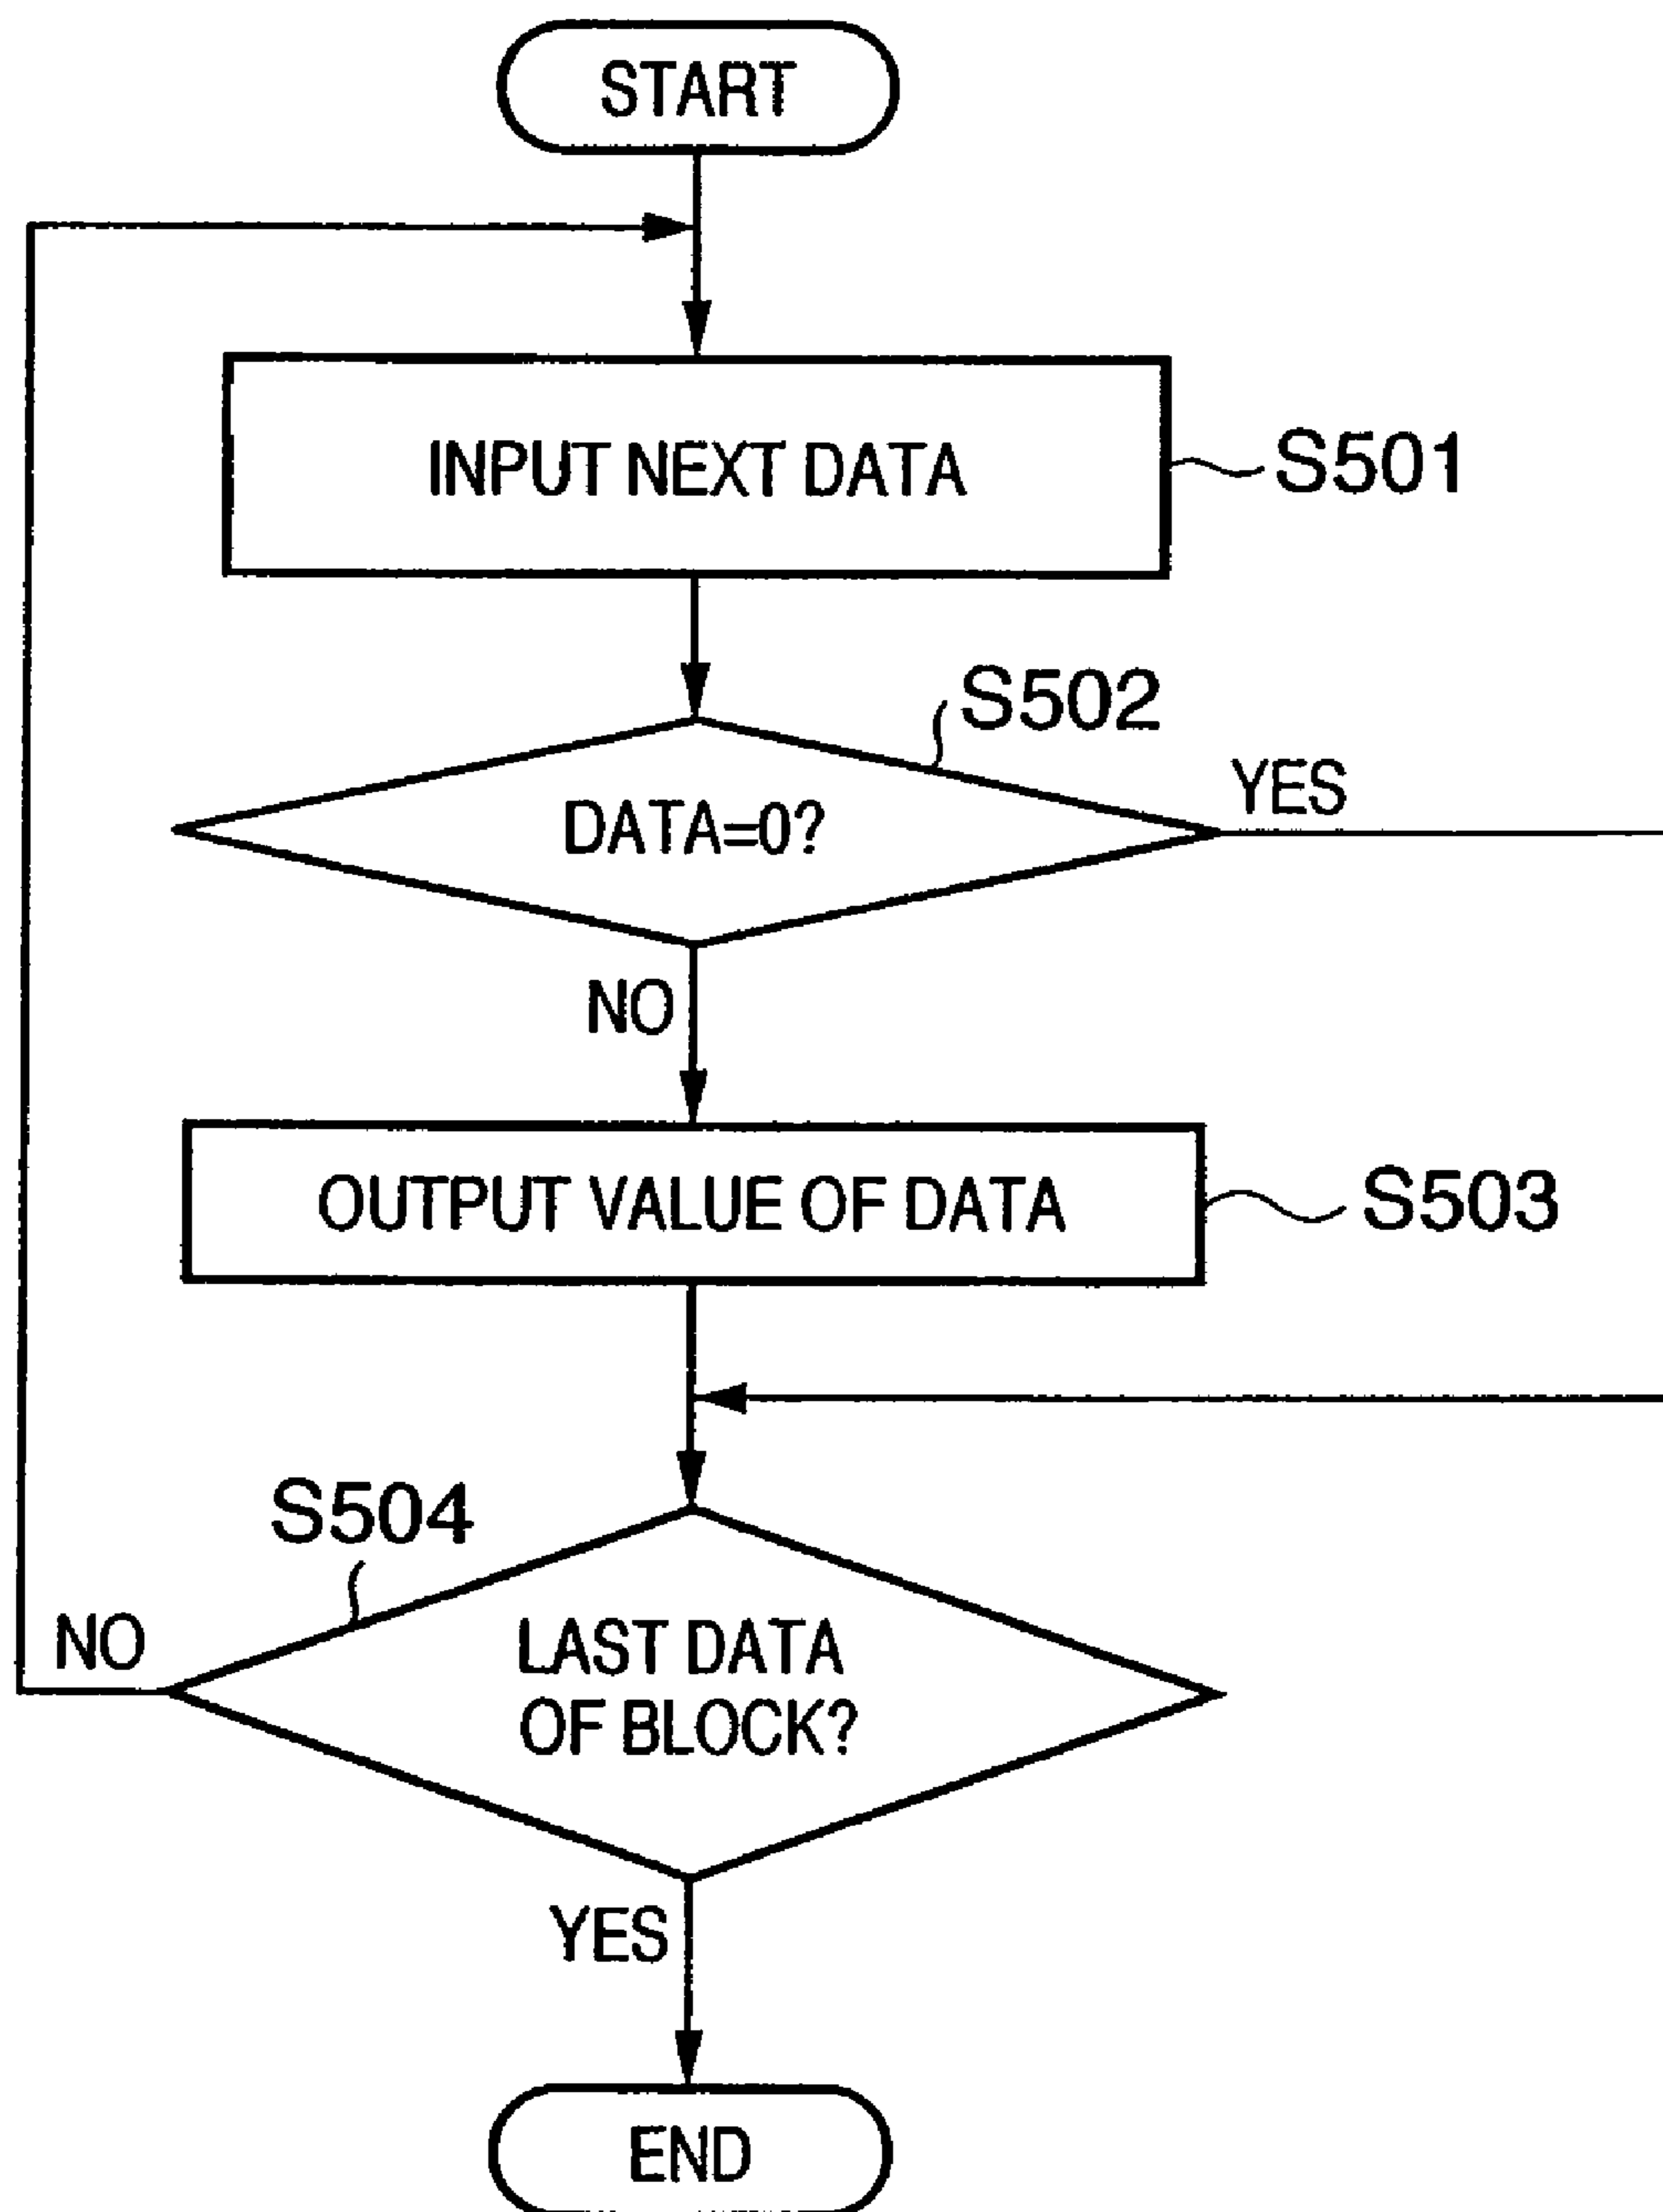 START
INPUT NEXT DATA
S501
S502
DATA=0?
YES
NO
OUTPUT VALUE OF DATA
S503
S504
NO
LAST DATA
OF BLOCK?
YES
END